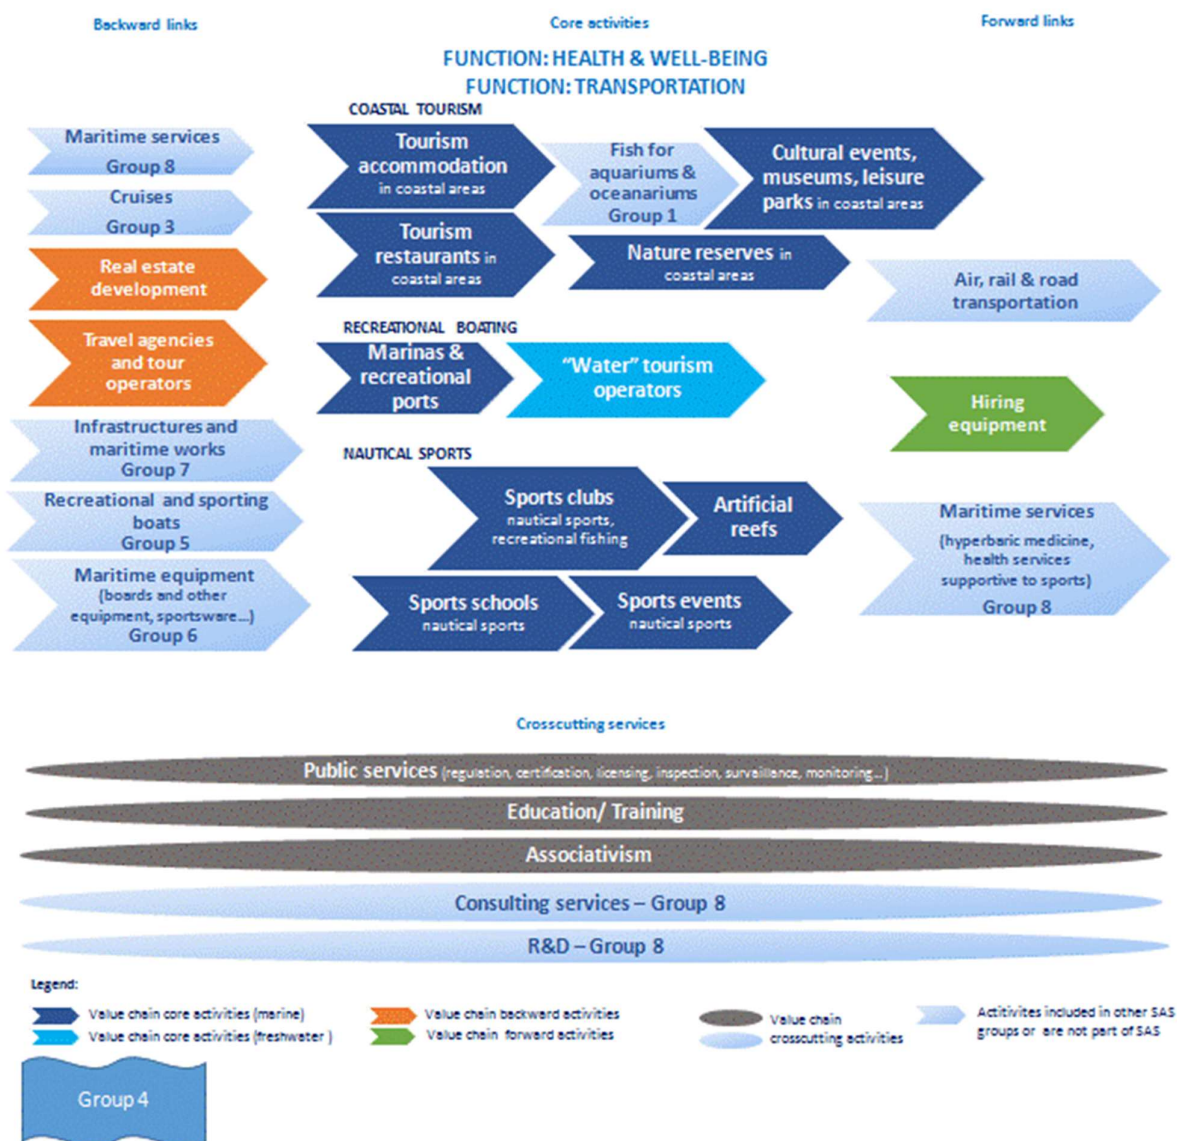 Backward links
Core activities
Forward links
FUNCTION: HEALTH & WELL-BEING
FUNCTION: TRANSPORTATION
COASTAL TOURISM
Maritime services
Group 8
Cruises
Group 3
Real estate
development
Travel agencies
and tour
operators
Infrastructures and
maritime works
Group 7
Recreational and sporting
boats
Group 5
Maritime equipment
(boards and other
equipment, sportsware...)
Group 6
Tourism
accommodation
in coastal areas
Fish for
aquariums &
oceanariums
Group 1
Cultural events,
museums, leisure
parks in coastal areas
Tourism
restaurants in
coastal areas
Nature reserves in
coastal areas
RECREATIONAL BOATING
Marinas &
recreational
ports
“Water” tourism
operators
NAUTICAL SPORTS
Sports clubs
nautical sports,
recreational fishing
Artificial
reefs
Sports schools
nautical sports
Sports events
nautical sports
Air, rail & road
transportation
Hiring
equipment
Maritime services
(hyperbaric medicine,
health services
supportive to sports)
Group 8
Crosscutting services
Public services (regulation, certification, licensing, inspection, survaillance, monitoring...)
Education/ Training
Associativism
Consulting services – Group 8
R&D – Group 8
Legend:
Value chain core activities (marine)
Value chain core activities (freshwater )
Value chain backward activities
Value chain forward activities
Value chain
crosscutting activities
Actitivites included in other SAS
groups or are not part of SAS
Group 4